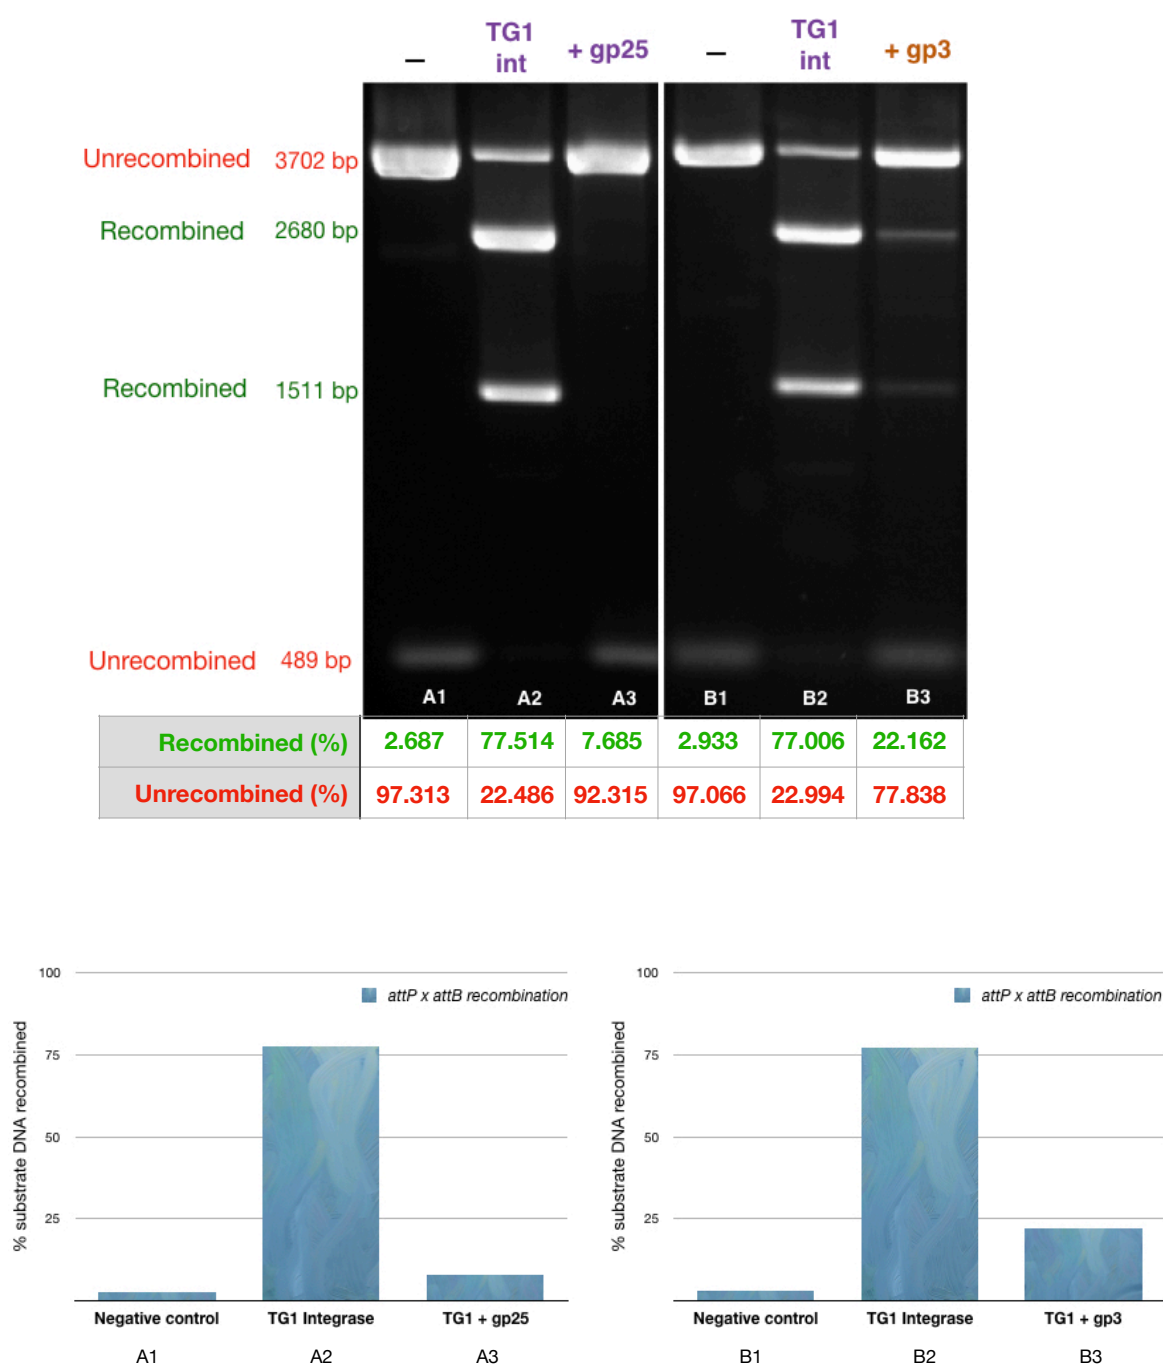 – TG1 int + gp25 – TG1 int + gp3
Unrecombined 3702 bp
Recombined 2680 bp
Recombined 1511 bp
Unrecombined 489 bp
A1 A2 A3 B1 B2 B3
Recombined (%) 2.687 77.514 7.685 2.933 77.006 22.162
Unrecombined (%) 97.313 22.486 92.315 97.066 22.994 77.838
% substrate DNA recombined
100
75
50
25
attP x attB recombination
Negative control TG1 Integrase TG1 + gp25
A1 A2 A3
% substrate DNA recombined
100
75
50
25
attP x attB recombination
Negative control TG1 Integrase TG1 + gp3
B1 B2 B3